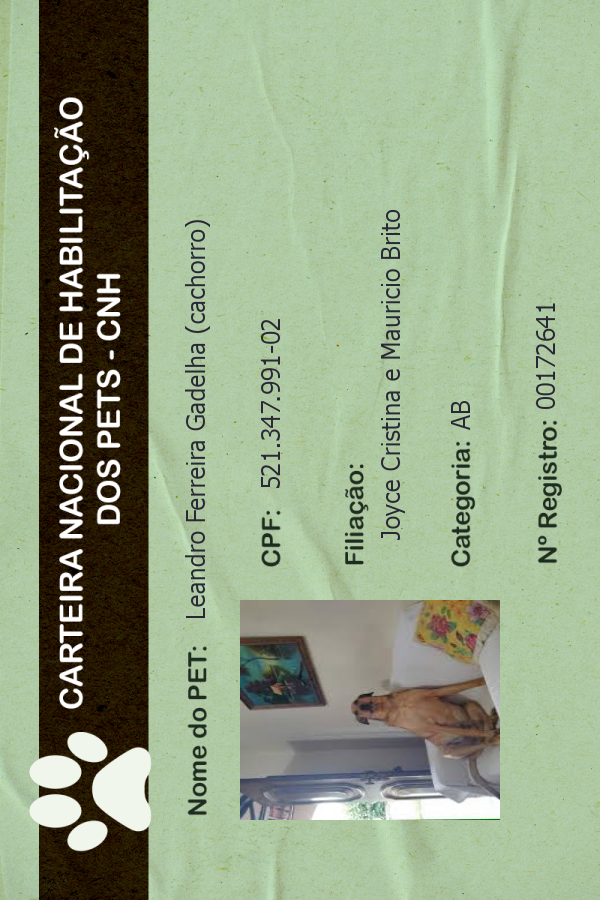 CARTEIRA NACIONAL DE HABILITAÇÃO
DOS PETS - CNH
Nome do PET: Leandro Ferreira Gadelha (cachorro)
CPF: 521.347.991-02
Filiação:
Joyce Cristina e Mauricio Brito
Categoria: AB
Nº Registro: 00172641